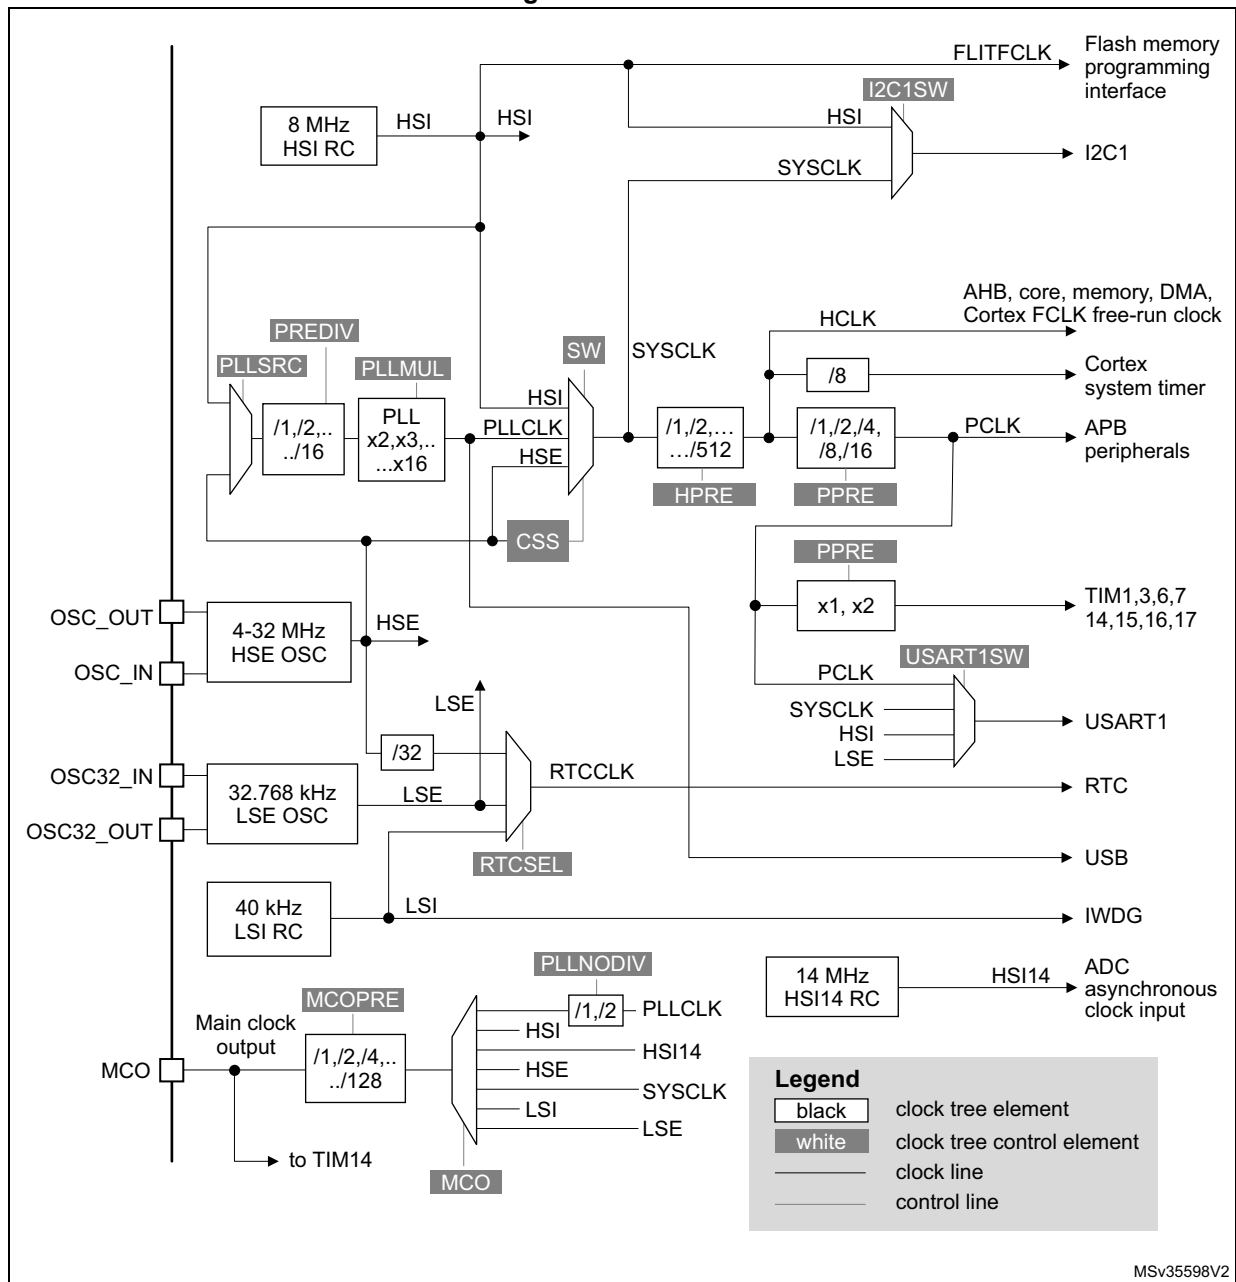 FLITFCLK
Flash memory
programming
interface
I2C1SW
8 MHz
HSI RC
HSI
HSI
HSI
I2C1
SYSCLK
AHB, core, memory, DMA,
Cortex FCLK free-run clock
HCLK
PREDIV
PLLSRC
PLLMUL
SW
SYSCLK
/8
Cortex
system timer
/1,/2,..
../16
PLL
x2,x3,..
...x16
HSI
PLLCLK
HSE
/1,/2,…
…/512
/1,/2,/4,
/8,/16
PCLK
APB
peripherals
HPRE
PPRE
CSS
PPRE
x1, x2
TIM1,3,6,7
14,15,16,17
OSC_OUT
OSC_IN
4-32 MHz
HSE OSC
HSE
USART1SW
PCLK
SYSCLK
HSI
LSE
USART1
LSE
/32
OSC32_IN
OSC32_OUT
32.768 kHz
LSE OSC
LSE
RTCCLK
RTC
RTCSEL
USB
40 kHz
LSI RC
LSI
IWDG
PLLNODIV
14 MHz
HSI14 RC
HSI14
ADC
asynchronous
clock input
MCOPRE
Main clock
output
MCO
/1,/2,/4,..
../128
/1,/2
PLLCLK
HSI
HSI14
HSE
SYSCLK
LSI
LSE
to TIM14
MCO
Legend
black
clock tree element
white
clock tree control element
clock line
control line
MSv35598V2